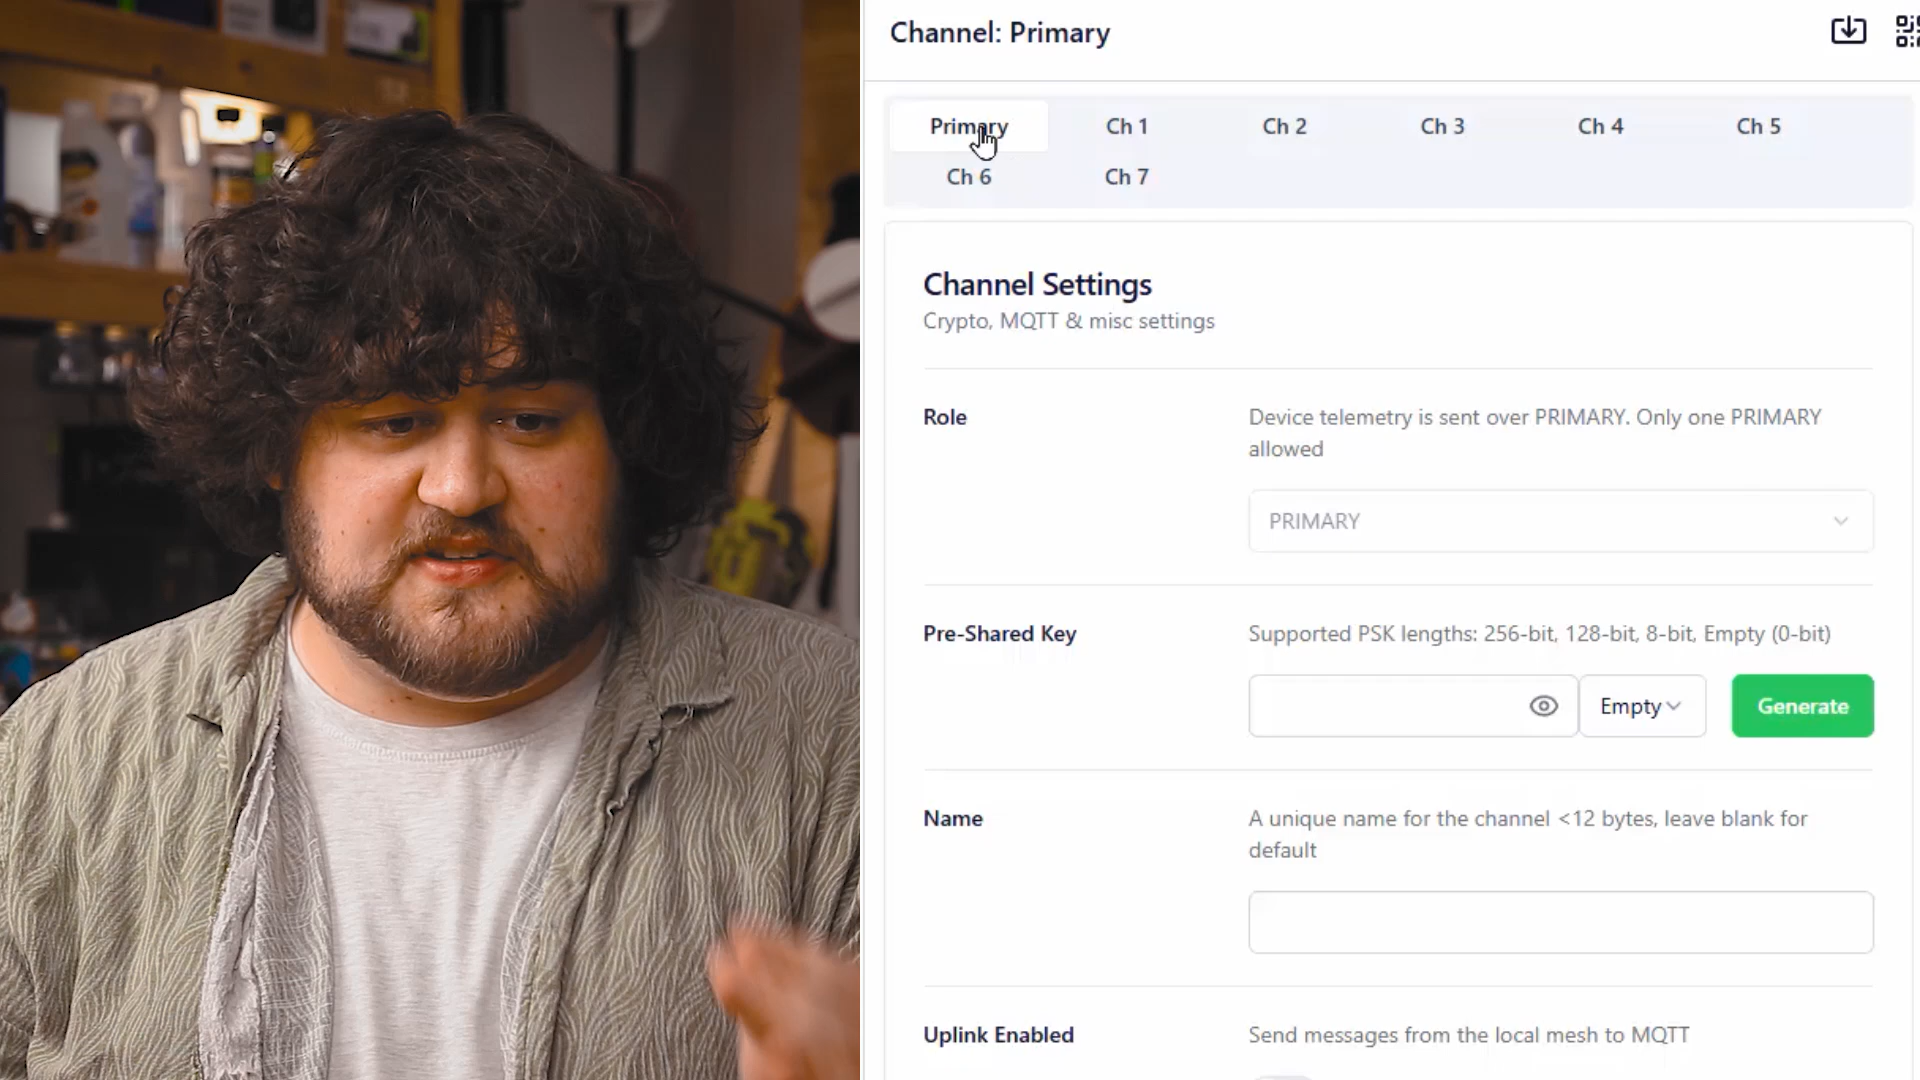 Channel: Primary
Primary
Ch 1
Ch 2
Ch 3
Ch 4
Ch 5
Ch 6
Ch 7
Channel Settings
Crypto, MQTT & misc settings
Role
Device telemetry is sent over PRIMARY. Only one PRIMARY
allowed
PRIMARY
Pre-Shared Key
Supported PSK lengths: 256-bit, 128-bit, 8-bit, Empty (0-bit)
Empty
Generate
Name
A unique name for the channel <12 bytes, leave blank for
default
Uplink Enabled
Send messages from the local mesh to MQTT